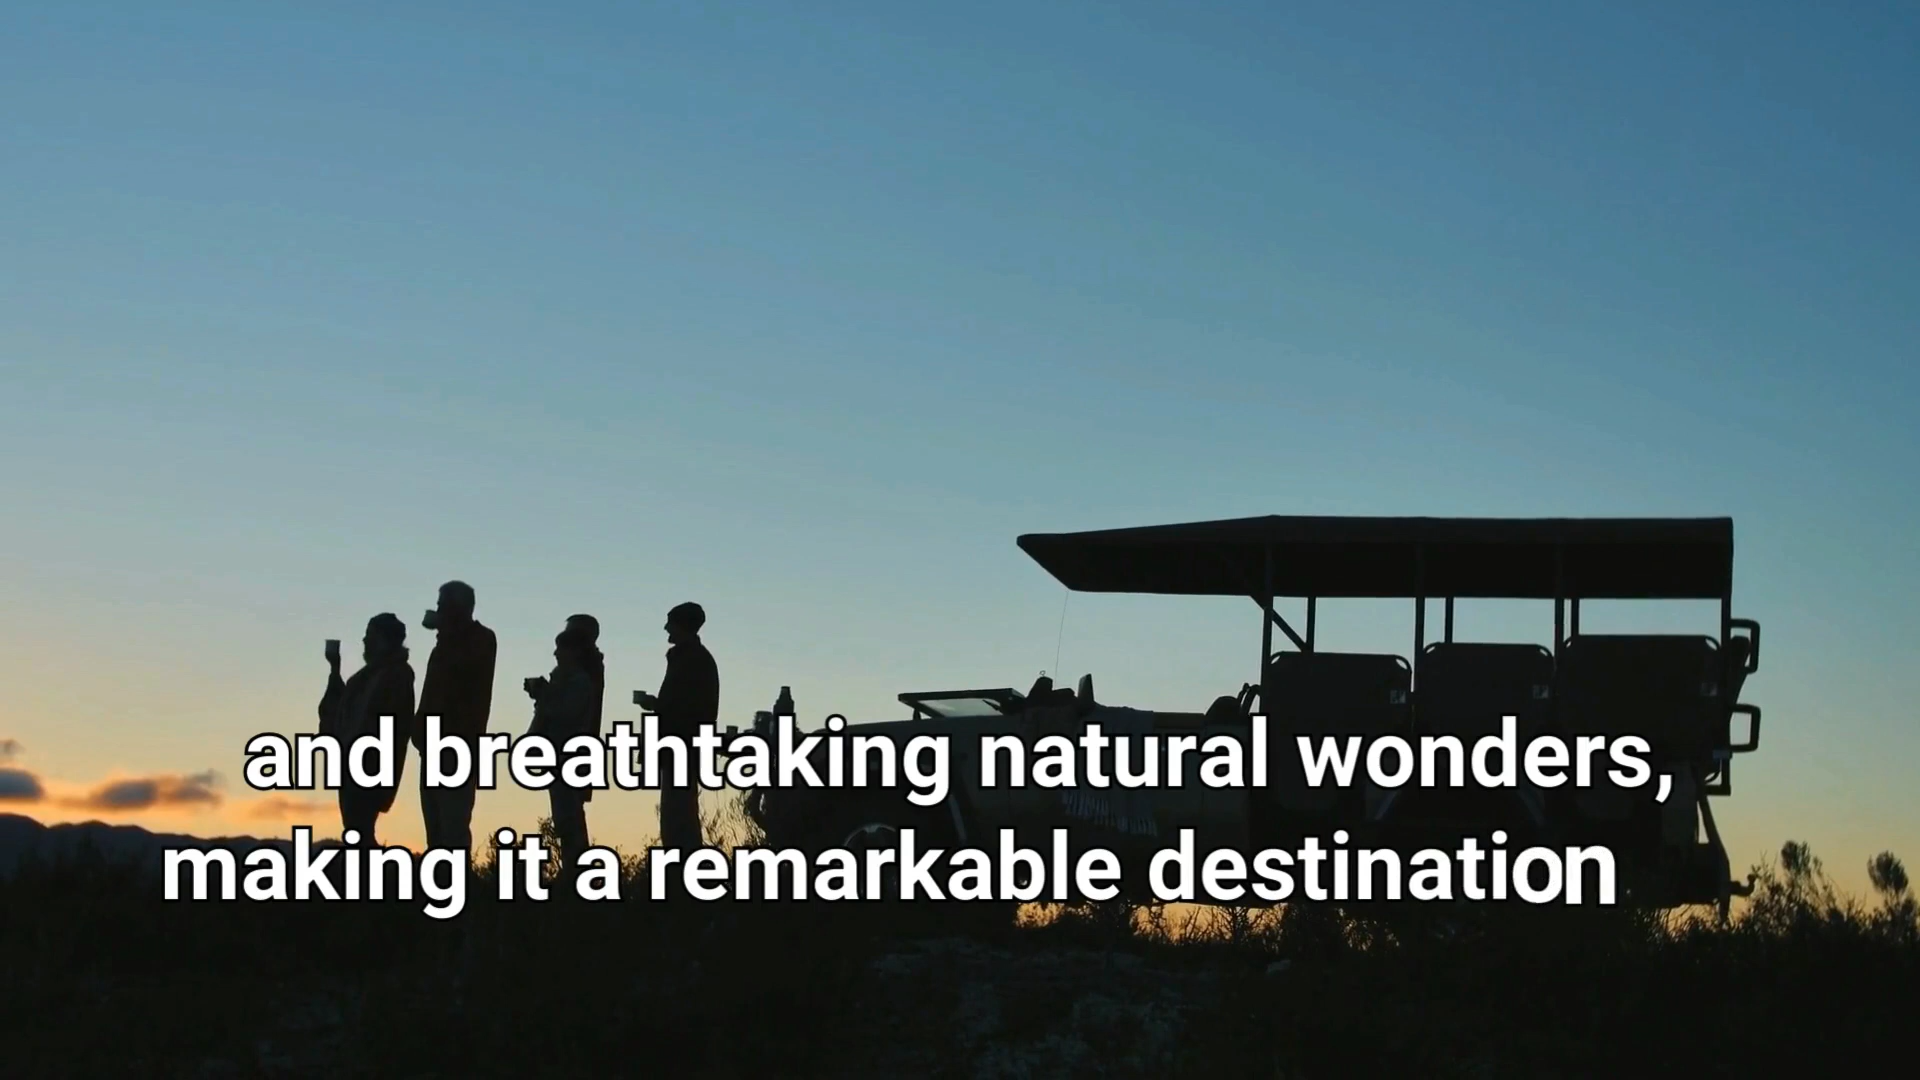 and breathtaking natural wonders,
making it a remarkable destination